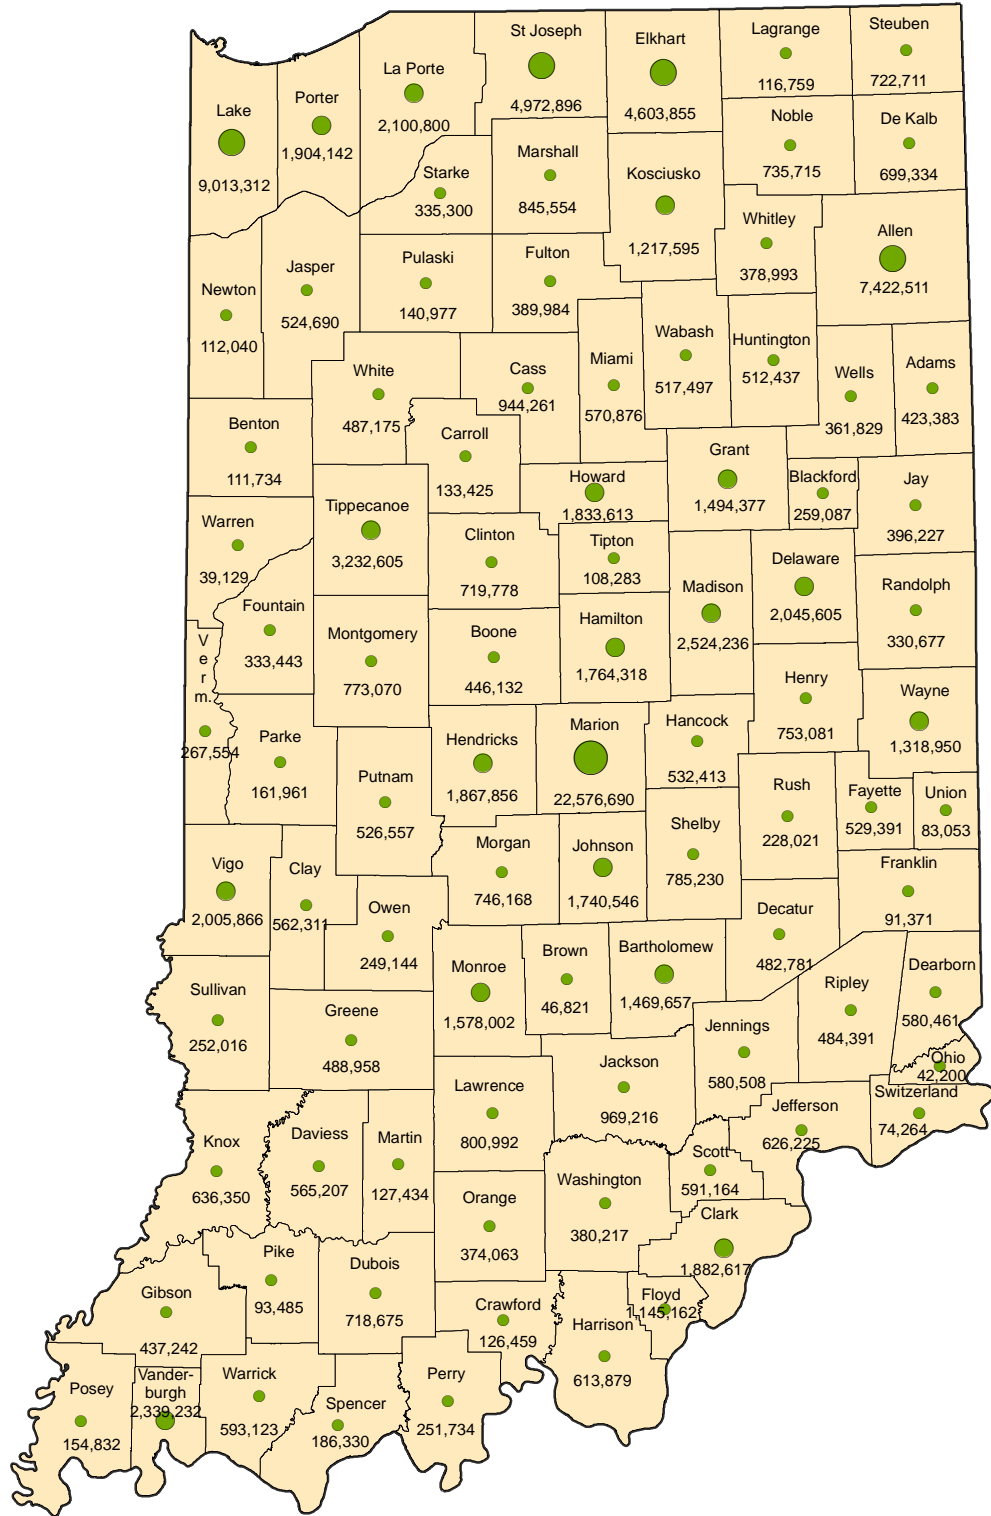 St Joseph
4,972,896
Elkhart
4,603,855
Lagrange
116,759
Steuben
722,711
La Porte
2,100,800
Lake
9,013,312
Porter
1,904,142
Noble
735,715
De Kalb
699,334
Marshall
845,554
Starke
335,300
Kosciusko
1,217,595
Whitley
378,993
Allen
7,422,511
Newton
112,040
Jasper
524,690
Pulaski
140,977
Fulton
389,984
Wabash
517,497
Huntington
512,437
Miami
570,876
Wells
361,829
Adams
423,383
White
487,175
Cass
944,261
Carroll
133,425
Benton
111,734
Grant
1,494,377
Blackford
259,087
Jay
396,227
Howard
1,833,613
Tippecanoe
3,232,605
Warren
39,129
Clinton
719,778
Tipton
108,283
Delaware
2,045,605
Randolph
330,677
Madison
2,524,236
Fountain
333,443
Montgomery
773,070
Boone
446,132
Hamilton
1,764,318
V
e
r
m.
267,554
Henry
753,081
Wayne
1,318,950
Parke
161,961
Putnam
526,557
Hendricks
1,867,856
Marion
22,576,690
Hancock
532,413
Rush
228,021
Fayette
529,391
Union
83,053
Shelby
785,230
Morgan
746,168
Johnson
1,740,546
Vigo
2,005,866
Clay
562,311
Franklin
91,371
Owen
249,144
Decatur
482,781
Monroe
1,578,002
Brown
46,821
Bartholomew
1,469,657
Dearborn
580,461
Ripley
484,391
Sullivan
252,016
Greene
488,958
Jennings
580,508
Jackson
969,216
Ohio
42,200
Switzerland
74,264
Lawrence
800,992
Jefferson
626,225
Knox
636,350
Daviess
565,207
Martin
127,434
Scott
591,164
Washington
380,217
Orange
374,063
Clark
1,882,617
Pike
93,485
Dubois
718,675
Gibson
437,242
Crawford
126,459
Floyd
1,145,162
Harrison
613,879
Posey
154,832
Vander-
burgh
2,339,232
Warrick
593,123
Spencer
186,330
Perry
251,734